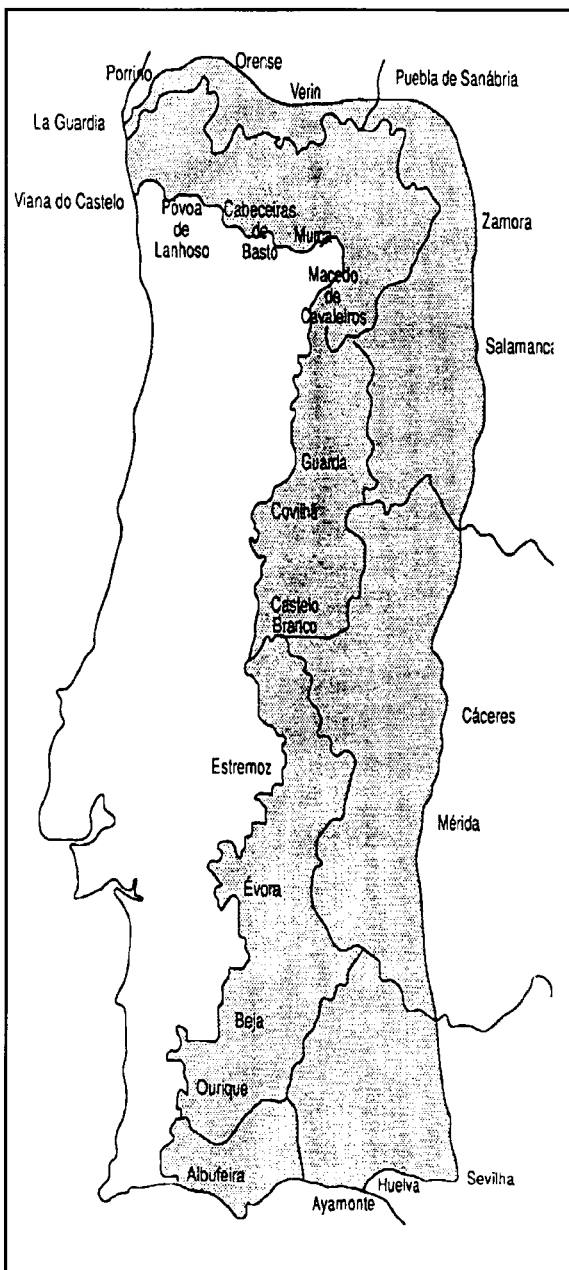 Orense
Porriño
Verin
Puebla de Sanábria
La Guardia
Viana do Castelo
Póvoa
de
Lanhoso
Cabeceiras
de
Basto
Murça
Zamora
Macedo
de
Cavaleiros
Salamanca
Guarda
Covilhã
Castelo
Branco
Cáceres
Estremoz
Mérida
Évora
Beja
Ourique
Albufeira
Ayamonte
Huelva
Sevilha